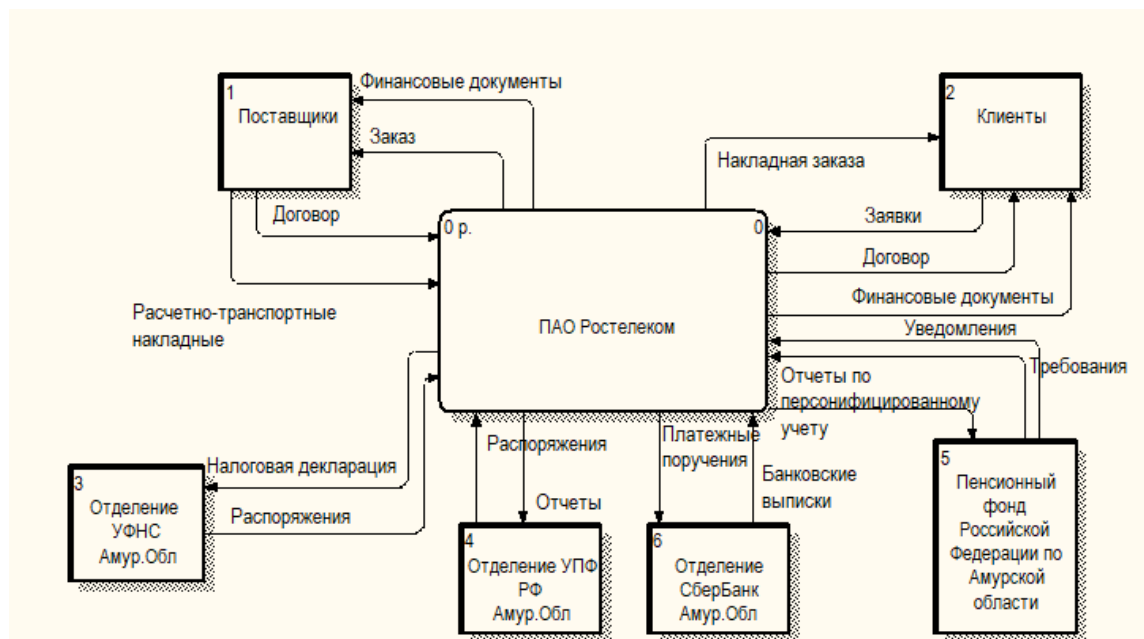 Финансовые документы
1
Поставщики
Заказ
2
Клиенты
Накладная заказа
Договор
Заявки
0 р.
0
Договор
Расчетно-транспортные
накладные
ПАО Ростелеком
Финансовые документы
Уведомления
Требования
Отчеты по
персонифицированному
учету
Распоряжения
Платежные
поручения
Налоговая декларация
Банковские
выписки
3
Отделение
УФНС
Амур.Обл
Распоряжения
Отчеты
4
Отделение УПФ
РФ
Амур.Обл
6
Отделение
СберБанк
Амур.Обл
5
Пенсионный
фонд
Российской
Федерации по
Амурской
области